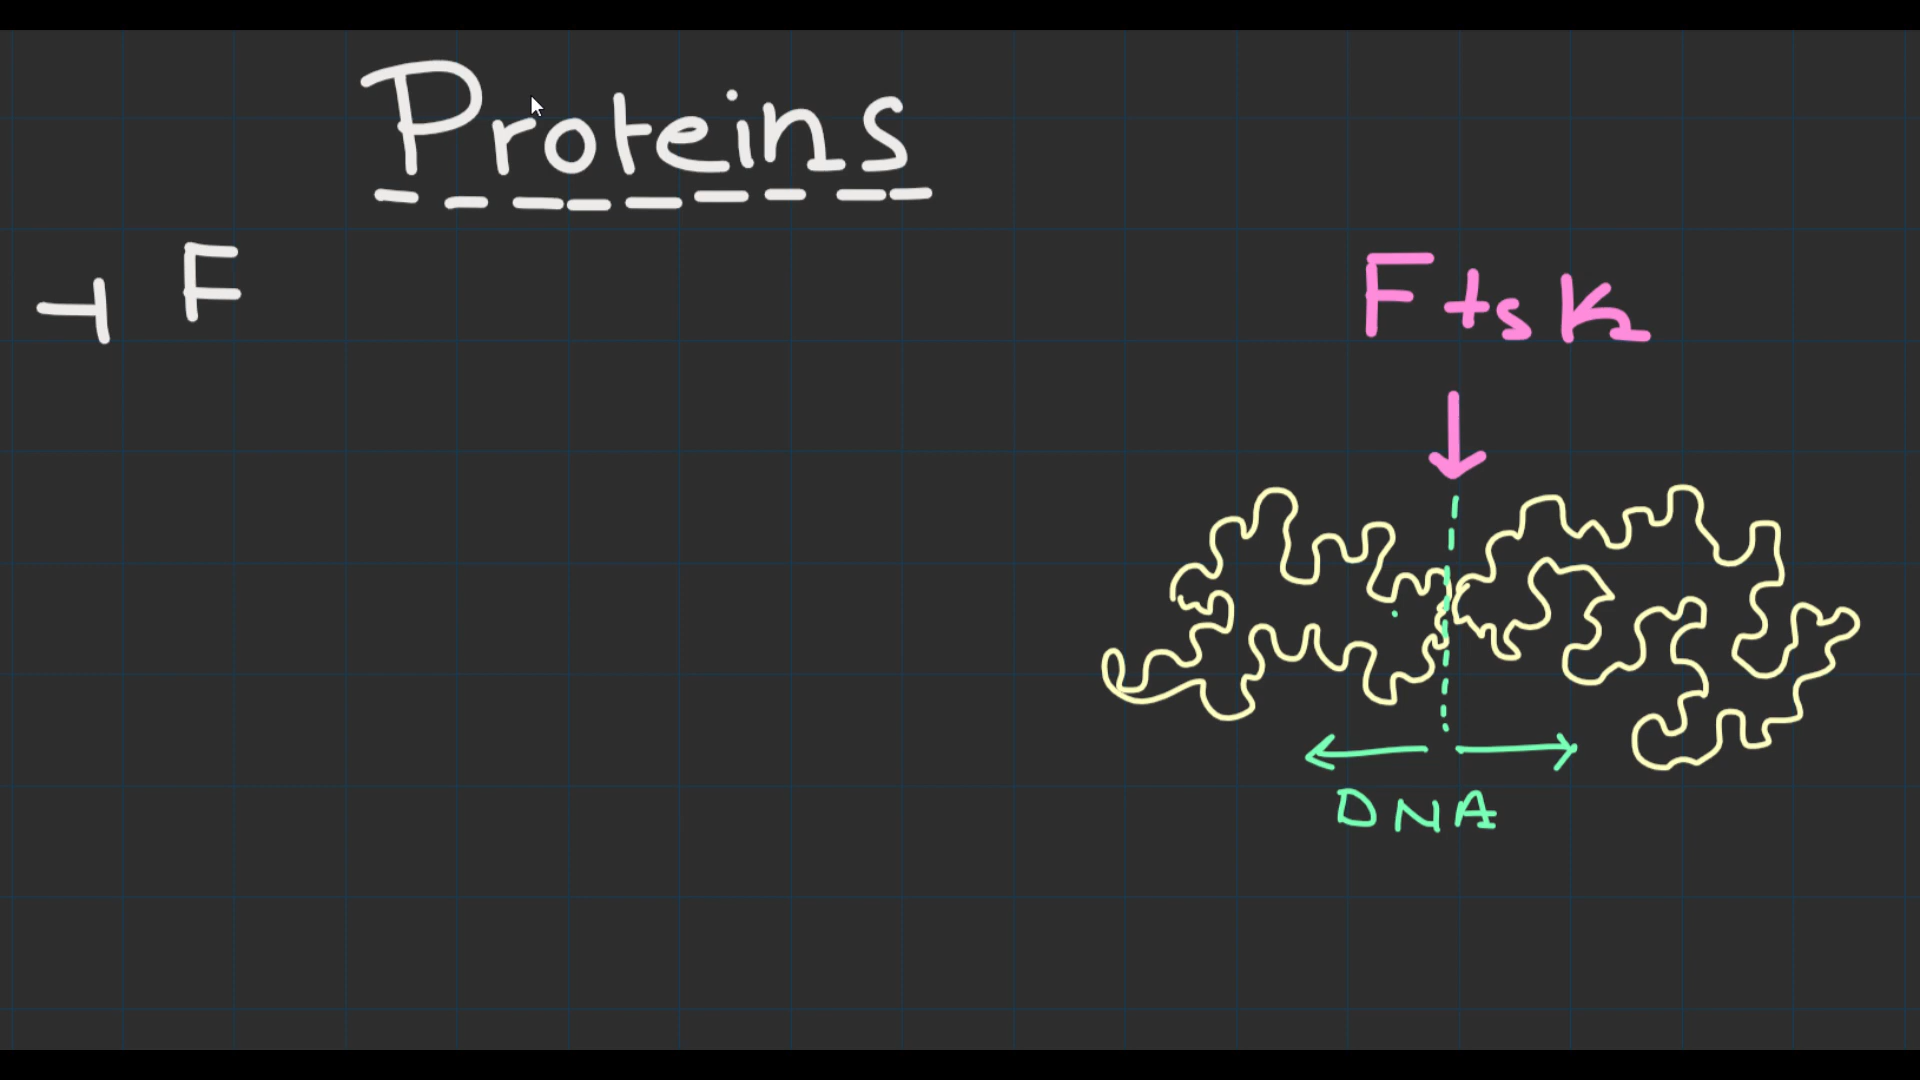 Proteins
→ F
FtsK
DNA